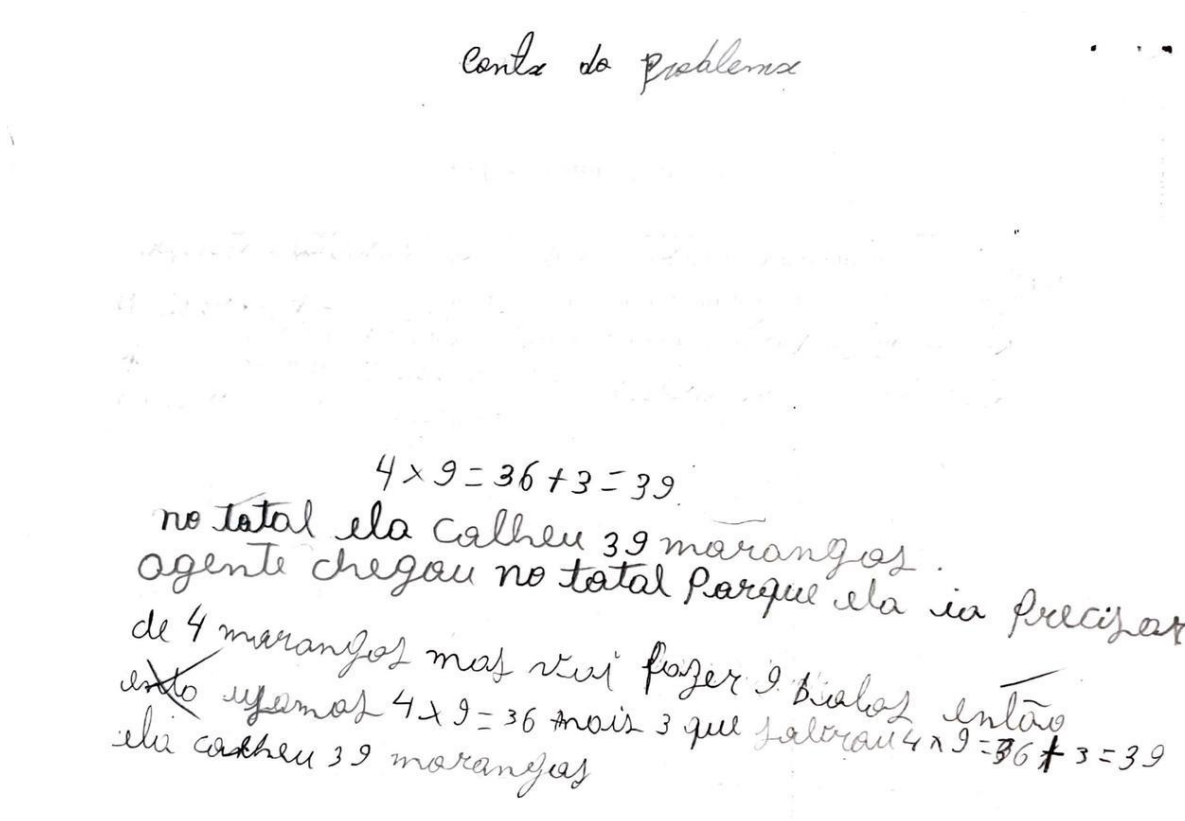 conta do problema
4 x 9 = 36 + 3 = 39.
no total ela colheu 39 morangos.
agente chegou no total Porque ela ia Precisar
de 4 morangos mas vai fazer 9 bolos então
usamos 4 x 9 = 36 mais 3 que sobrou 4 x 9 = 36 + 3 = 39
ela colheu 39 morangos